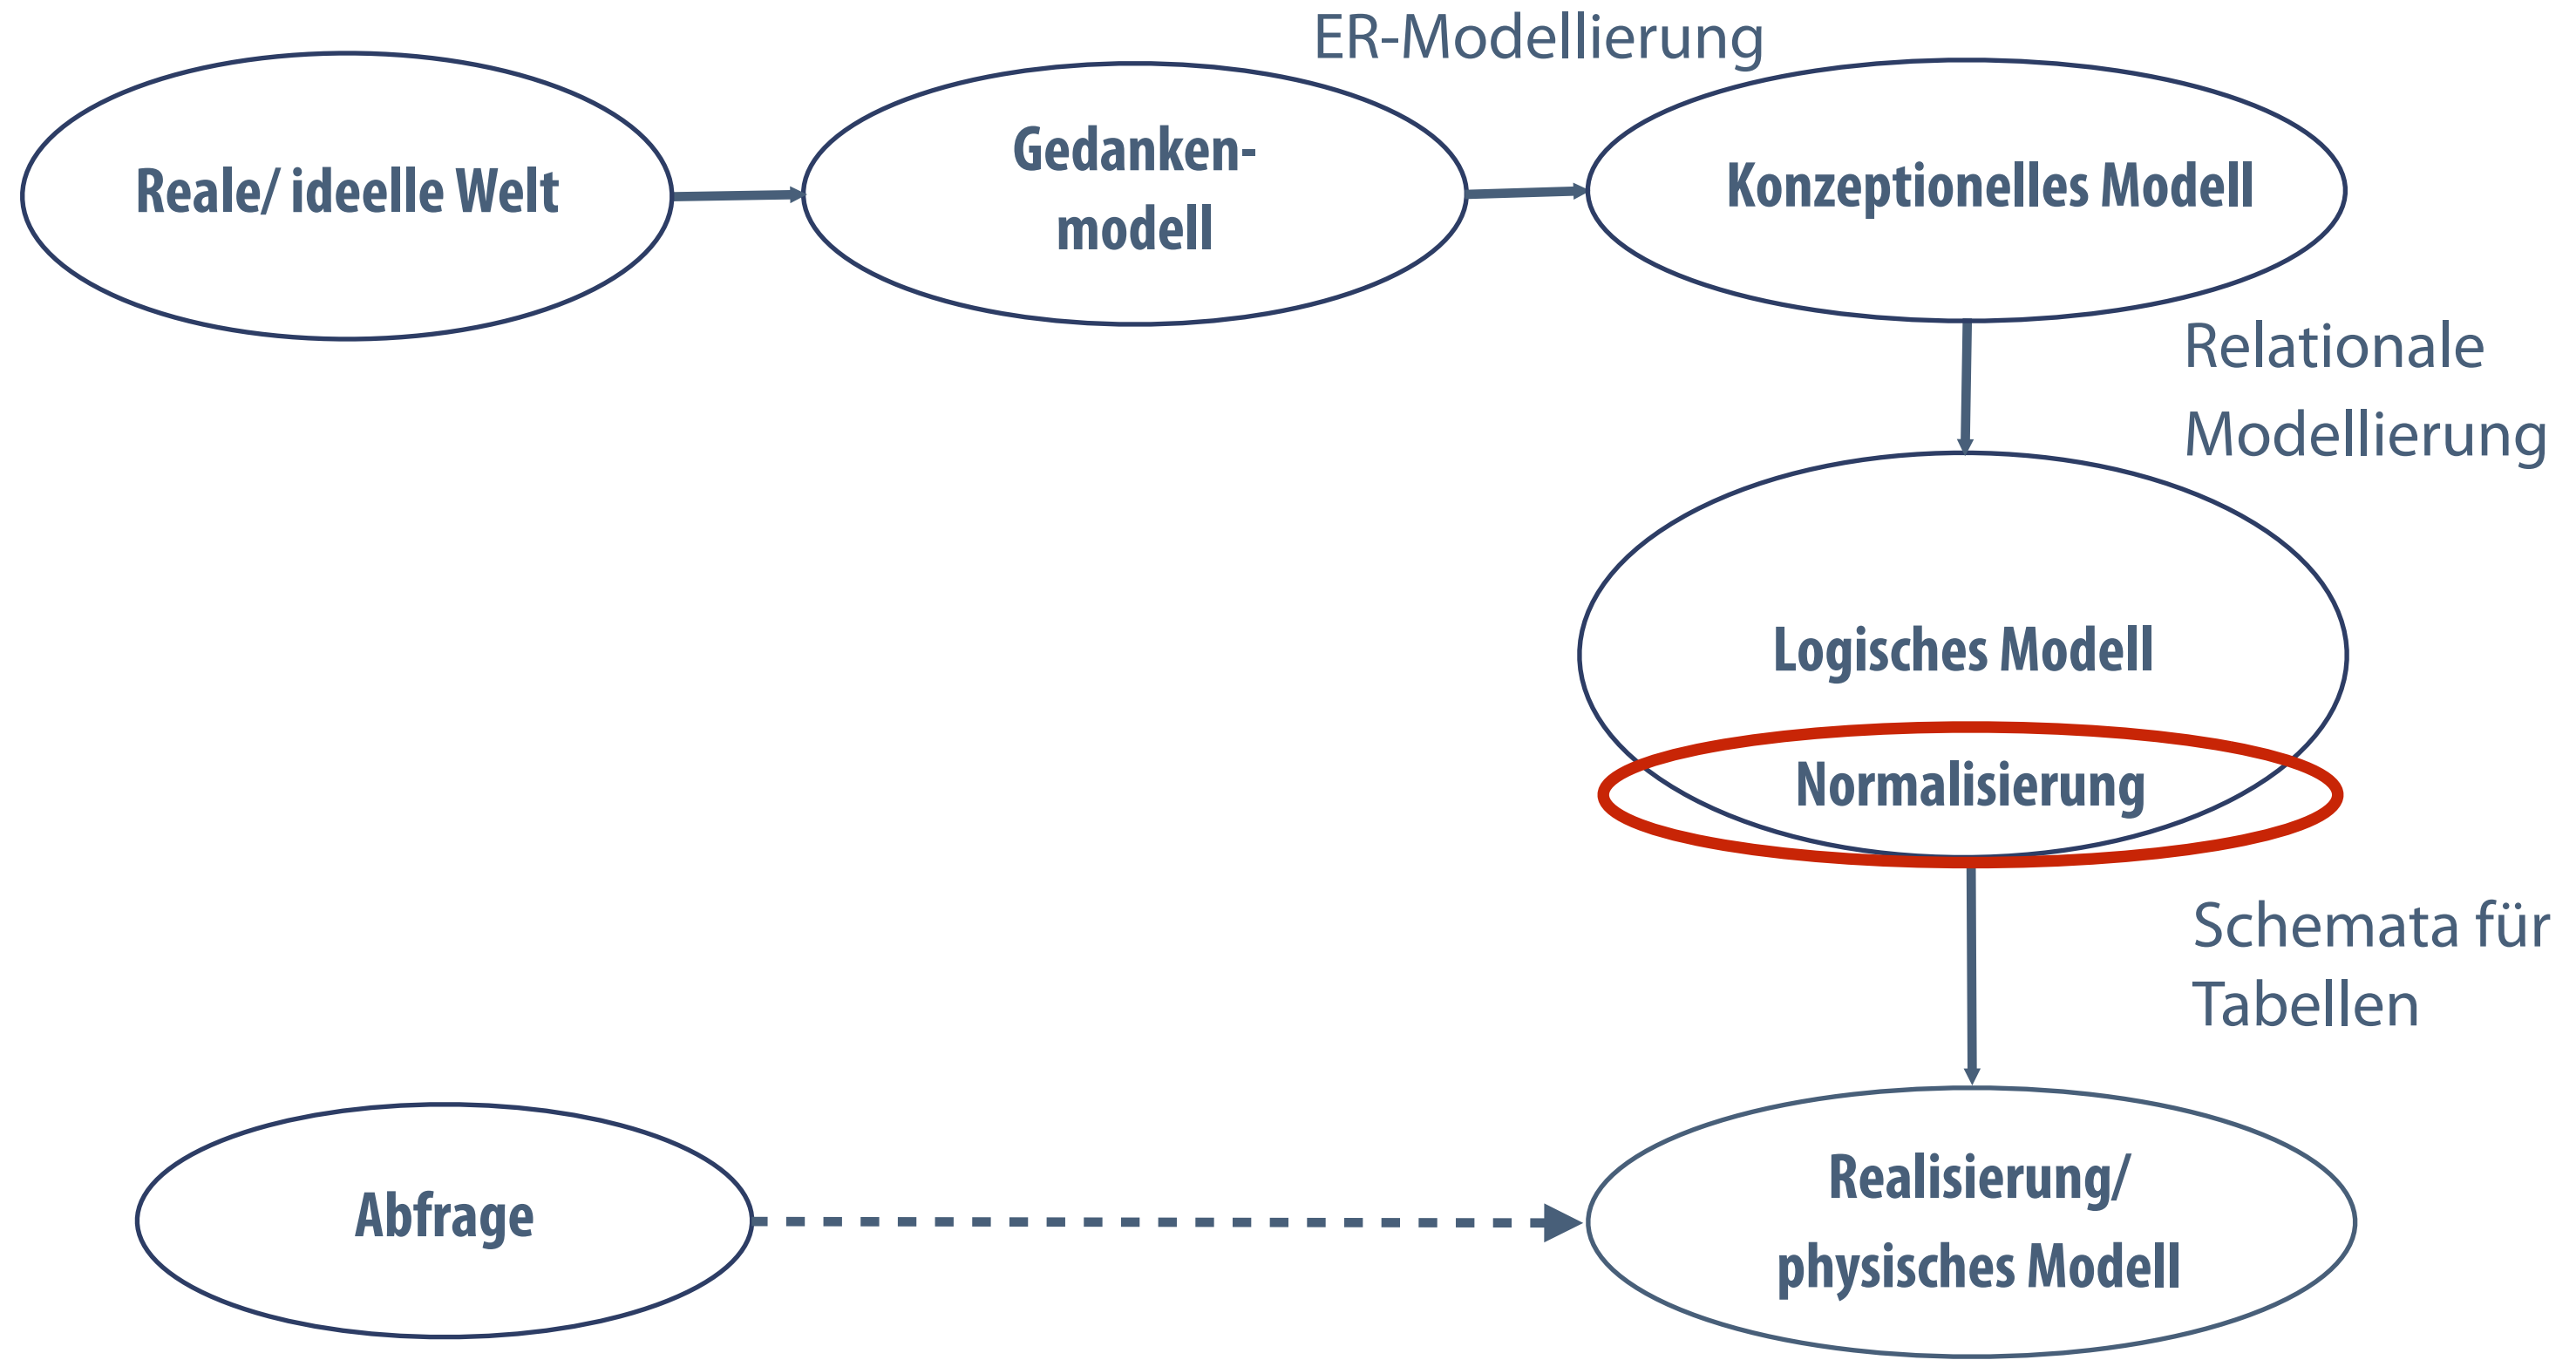 ER-Modellierung
Reale/ ideelle Welt
Gedanken-
modell
Konzeptionelles Modell
Relationale
Modellierung
Logisches Modell
Normalisierung
Schemata für
Tabellen
Abfrage
Realisierung/
physisches Modell